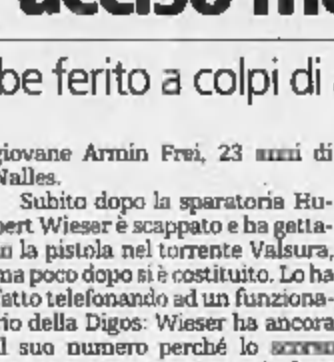 be ferito a colpi di
giovane Armin Frei, 23 anni di
Nalles.
Subito dopo la sparatoria Hu-
bert Wieser è scappato e ha getta-
la pistola nel torrente Valsura,
ma poco dopo si è costituito. Lo ha
fatto telefonando ad un funziona-
rio della Digos: Wieser ha ancora
il suo numero perché lo